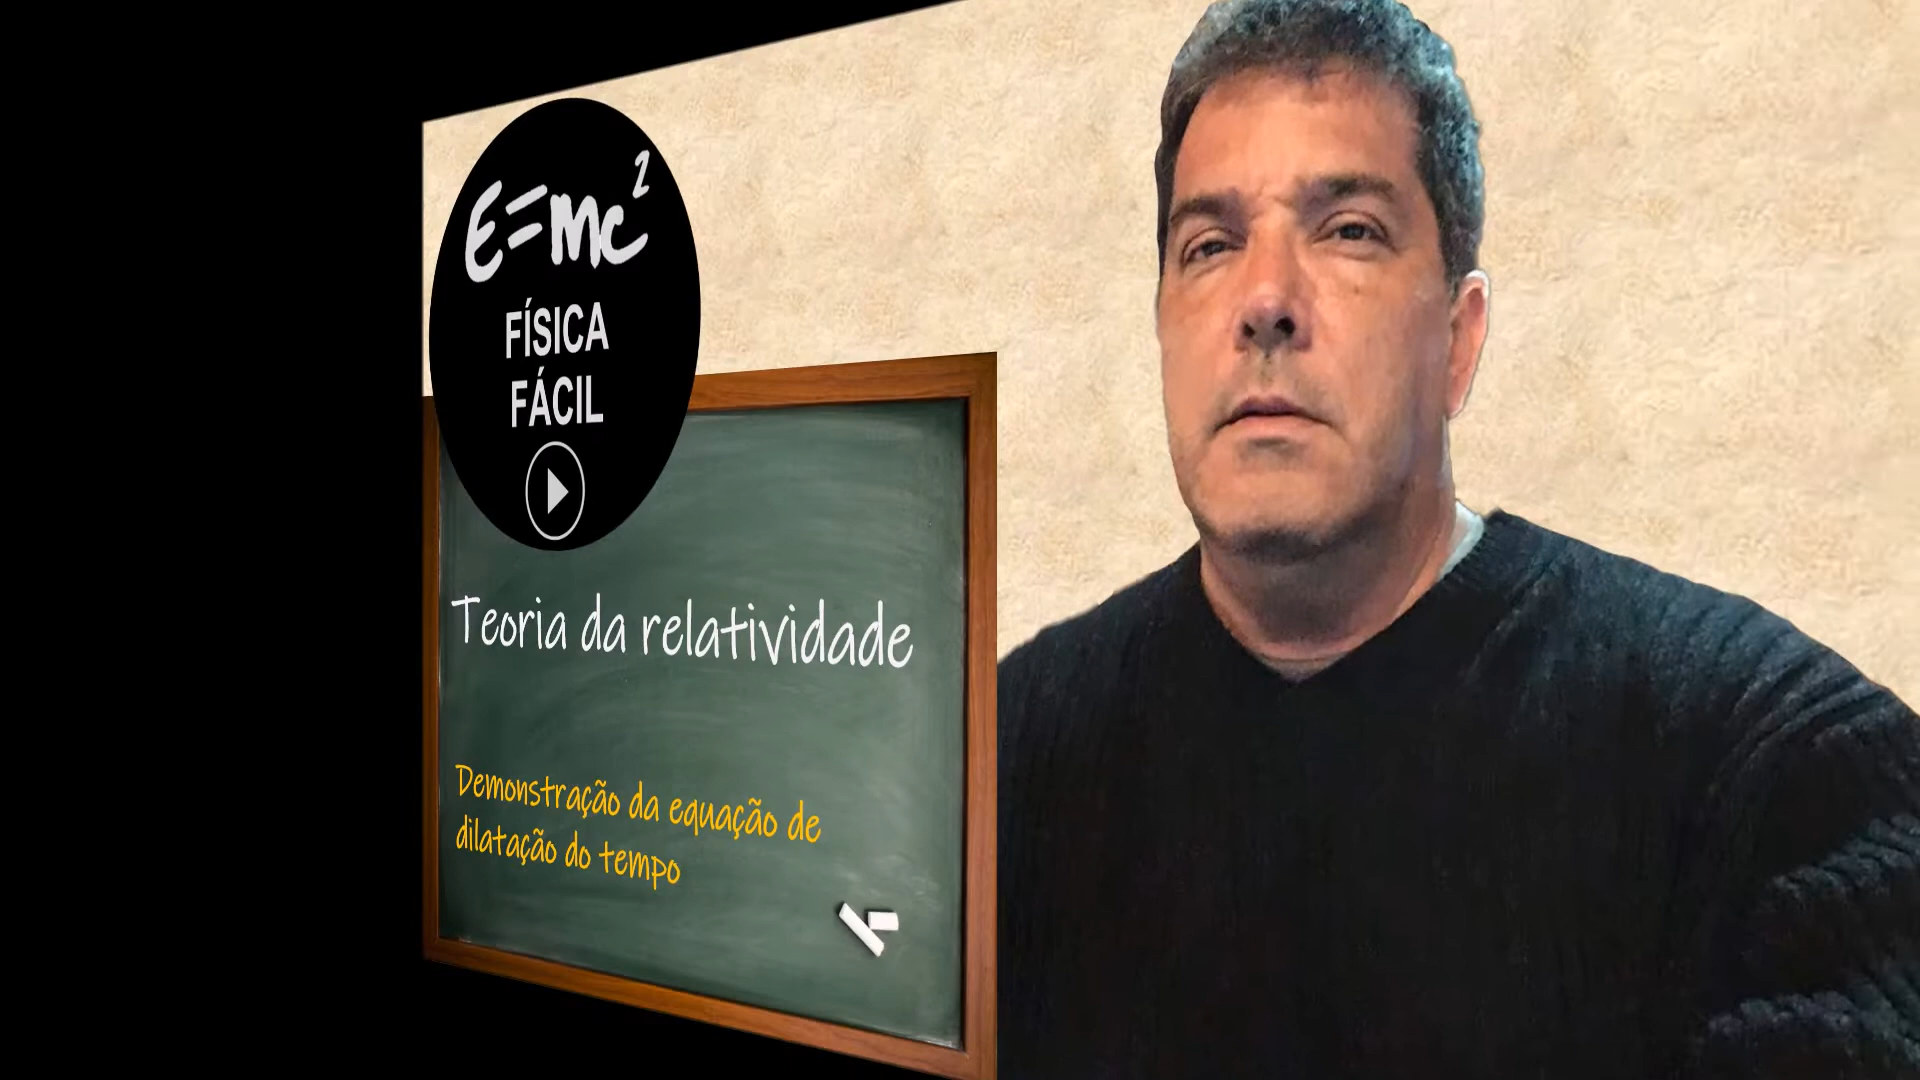 E=mc²
FÍSICA
FÁCIL
Teoria da relatividade
Demonstração da equação de
dilatação do tempo